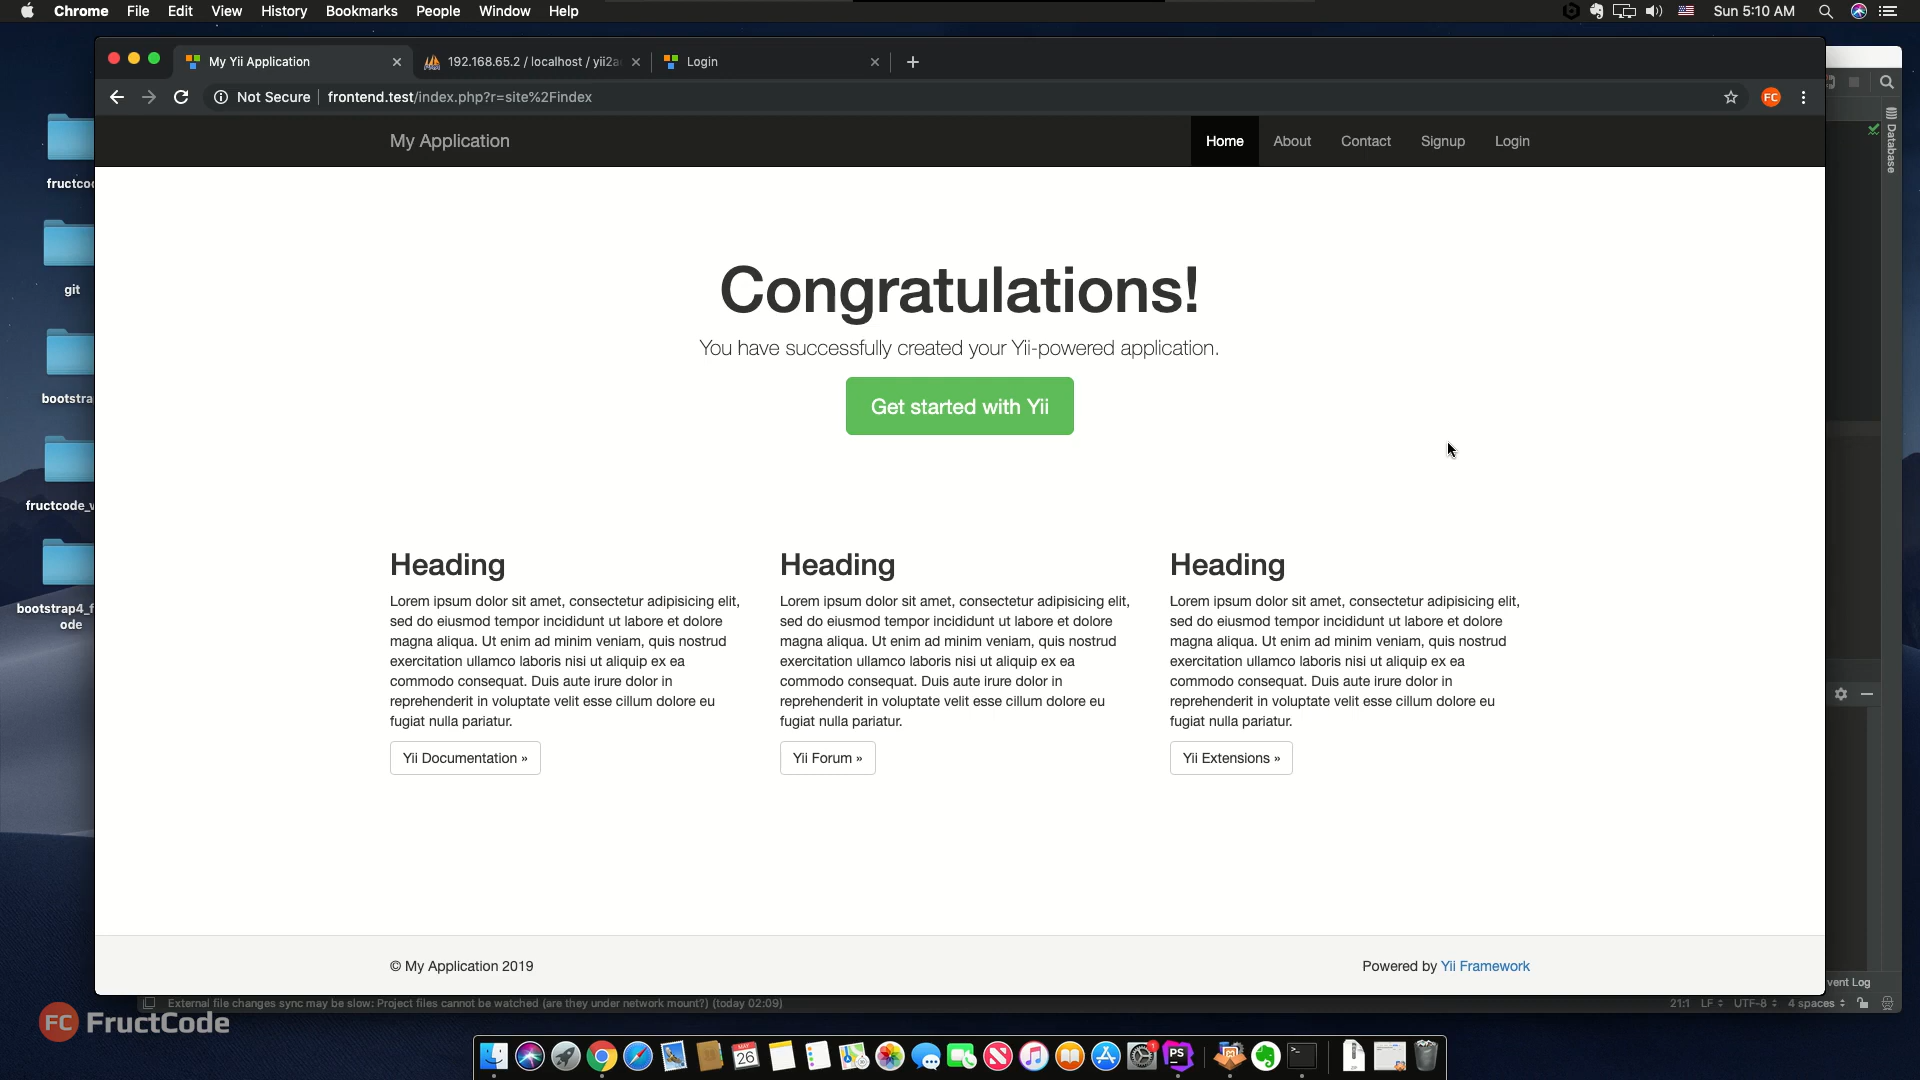 Chrome File Edit View History Bookmarks People Window Help
Sun 5:10 AM
My Yii Application
192.168.65.2 / localhost / yii2a
Login
Not Secure frontend.test/index.php?r=site%2Findex
FC
My Application
Home About Contact Signup Login
Congratulations!
You have successfully created your Yii-powered application.
Get started with Yii
Heading
Lorem ipsum dolor sit amet, consectetur adipisicing elit,
sed do eiusmod tempor incididunt ut labore et dolore
magna aliqua. Ut enim ad minim veniam, quis nostrud
exercitation ullamco laboris nisi ut aliquip ex ea
commodo consequat. Duis aute irure dolor in
reprehenderit in voluptate velit esse cillum dolore eu
fugiat nulla pariatur.
Yii Documentation »
Heading
Lorem ipsum dolor sit amet, consectetur adipisicing elit,
sed do eiusmod tempor incididunt ut labore et dolore
magna aliqua. Ut enim ad minim veniam, quis nostrud
exercitation ullamco laboris nisi ut aliquip ex ea
commodo consequat. Duis aute irure dolor in
reprehenderit in voluptate velit esse cillum dolore eu
fugiat nulla pariatur.
Yii Forum »
Heading
Lorem ipsum dolor sit amet, consectetur adipisicing elit,
sed do eiusmod tempor incididunt ut labore et dolore
magna aliqua. Ut enim ad minim veniam, quis nostrud
exercitation ullamco laboris nisi ut aliquip ex ea
commodo consequat. Duis aute irure dolor in
reprehenderit in voluptate velit esse cillum dolore eu
fugiat nulla pariatur.
Yii Extensions »
© My Application 2019
Powered by Yii Framework
fructcod
git
bootstra
fructcode_v
bootstrap4_f
ode
Database
vent Log
External file changes sync may be slow: Project files cannot be watched (are they under network mount?) (today 02:09)
21:1 LF UTF-8 4 spaces
FC FructCode
MAY
26
1
PS